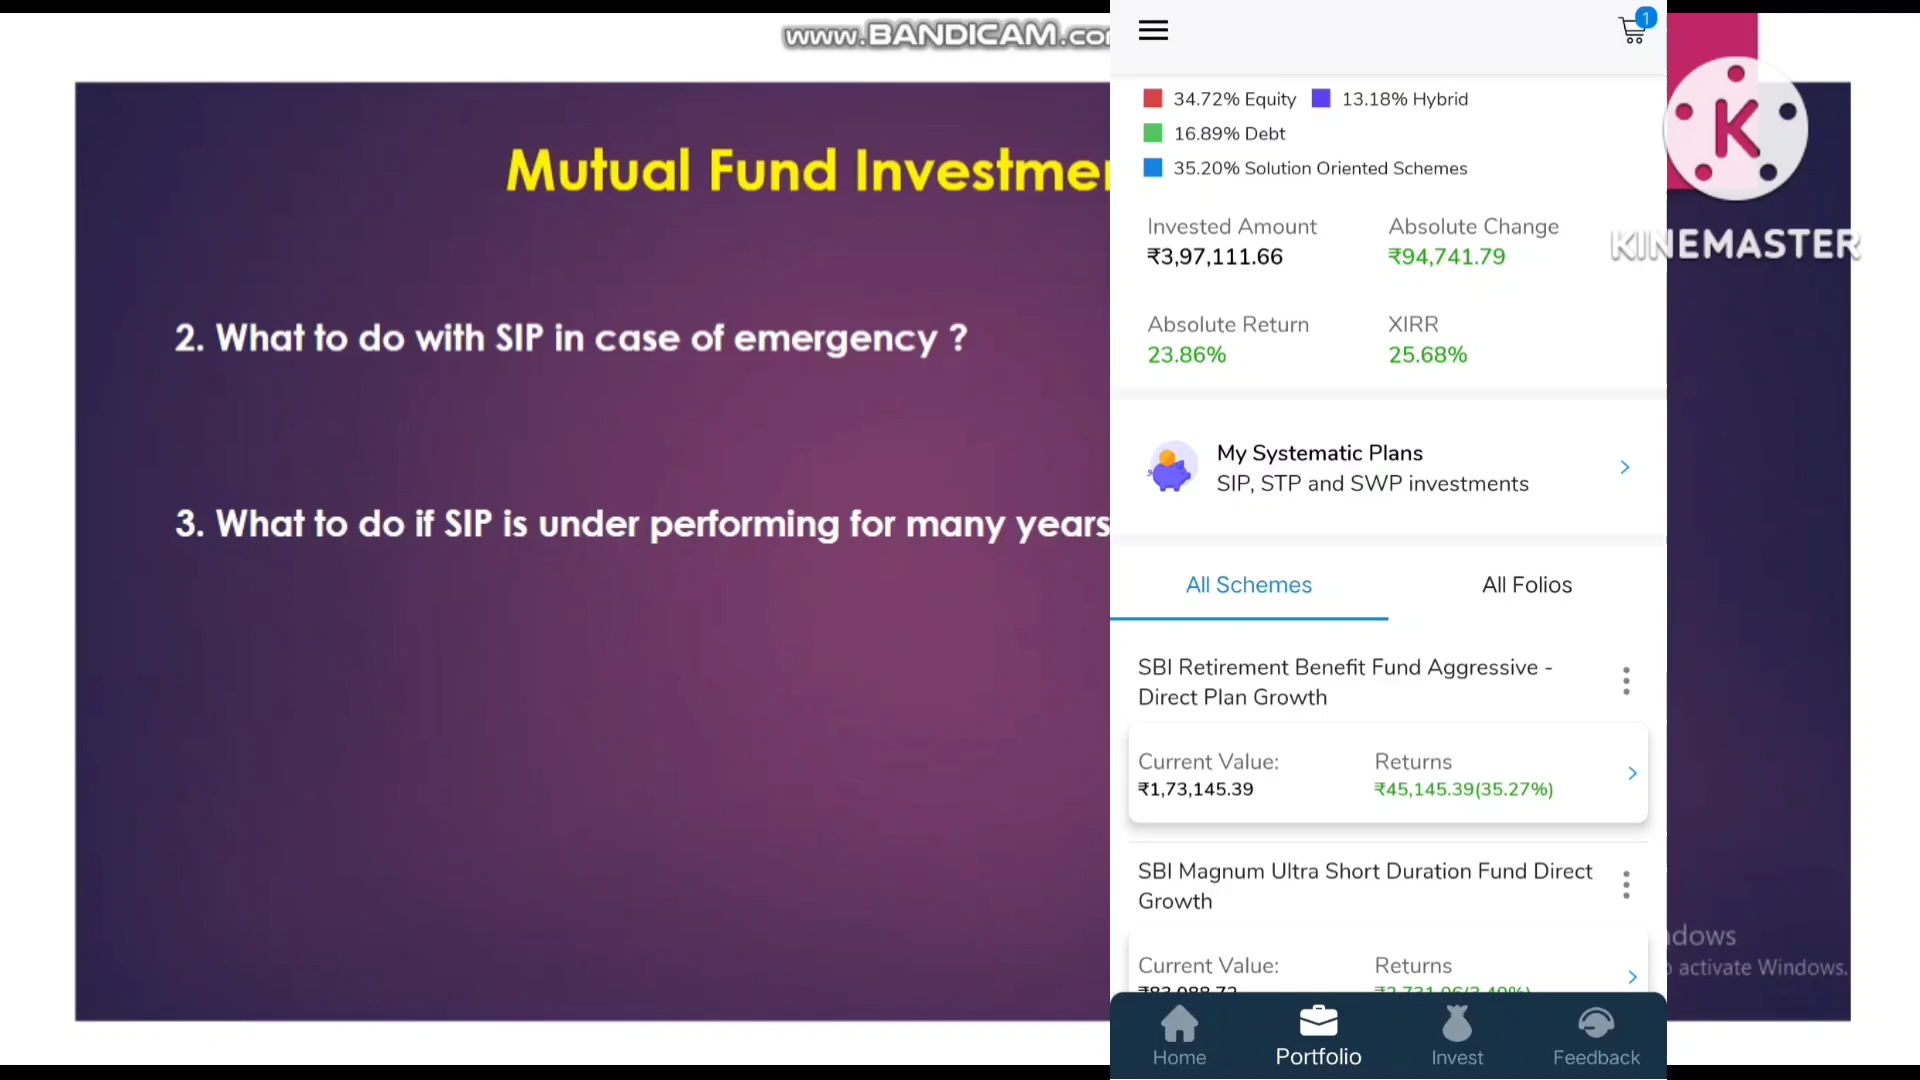 www.BANDICAM.co
Mutual Fund Investme
2. What to do with SIP in case of emergency ?
3. What to do if SIP is under performing for many years
1
34.72% Equity 13.18% Hybrid
16.89% Debt
35.20% Solution Oriented Schemes
Invested Amount Absolute Change
₹3,97,111.66 ₹94,741.79
Absolute Return XIRR
23.86% 25.68%
My Systematic Plans
SIP, STP and SWP investments
All Schemes All Folios
SBI Retirement Benefit Fund Aggressive -
Direct Plan Growth
Current Value: Returns
₹1,73,145.39 ₹45,145.39(35.27%)
SBI Magnum Ultra Short Duration Fund Direct
Growth
Current Value: Returns
Home Portfolio Invest Feedback
K
KINEMASTER
dows
activate Windows.